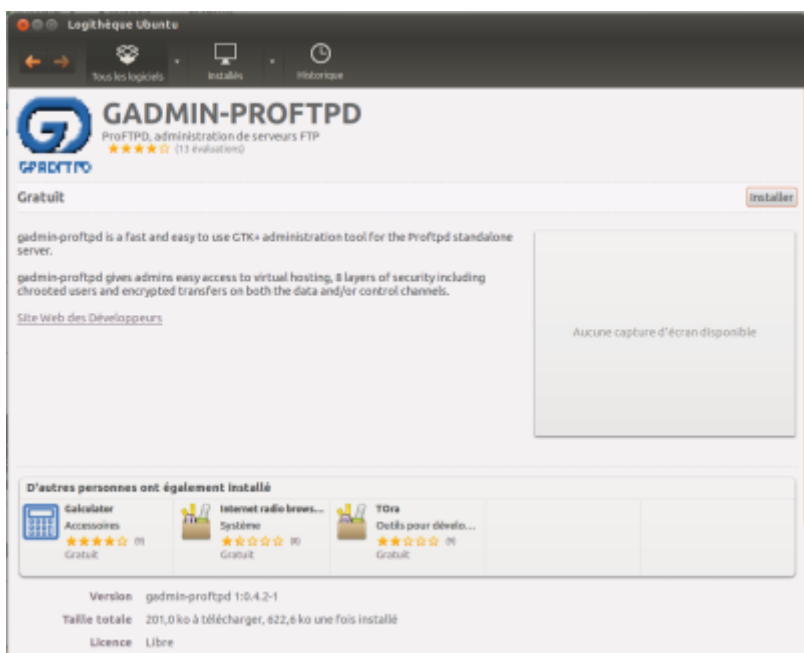 Logithèque Ubuntu
Tous les logiciels
Installés
Historique
GADMIN-PROFTPD
ProFTPD, administration de serveurs FTP
(13 évaluations)
Gratuit
Installer
gadmin-proftpd is a fast and easy to use GTK+ administration tool for the Proftpd standalone
server.
gadmin-proftpd gives admins easy access to virtual hosting, 8 layers of security including
chrooted users and encrypted transfers on both the data and/or control channels.
Site Web des Développeurs
Aucune capture d'écran disponible
D'autres personnes ont également installé
Galculator
Accessoires
Gratuit
Internet radio brows...
Système
Gratuit
TOra
Outils pour dévelo...
Gratuit
Version gadmin-proftpd 1:0.4.2-1
Taille totale 201,0 ko à télécharger, 622,6 ko une fois installé
Licence Libre